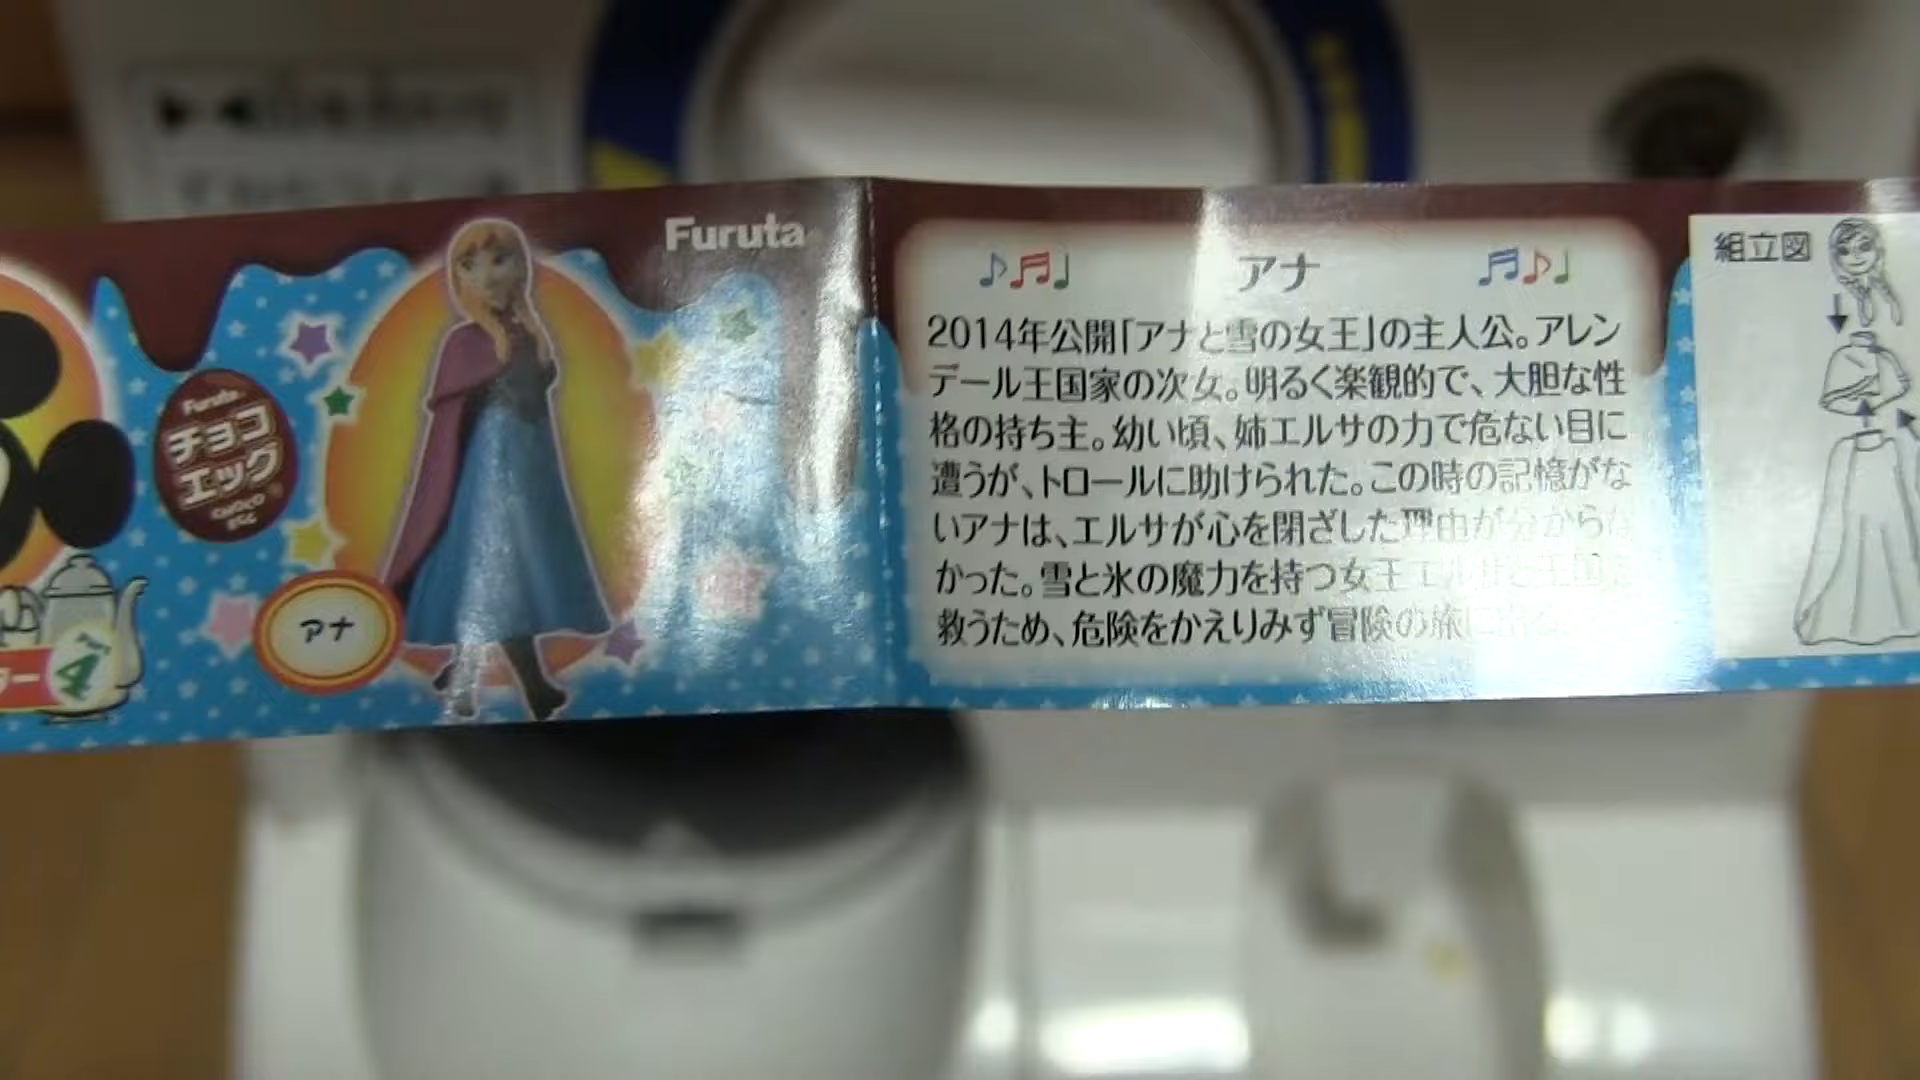 Furuta
Furuta
チョコ
エッグ
CHOCO
EGG
アナ
ー
4
アナ
2014年公開「アナと雪の女王」の主人公。アレン
デール王国家の次女。明るく楽観的で、大胆な性
格の持ち主。幼い頃、姉エルサの力で危ない目に
遭うが、トロールに助けられた。この時の記憶がな
いアナは、エルサが心を閉ざした理由が分からな
かった。雪と氷の魔力を持つ女王エルサと王国を
救うため、危険をかえりみず冒険の旅に出る
組立図